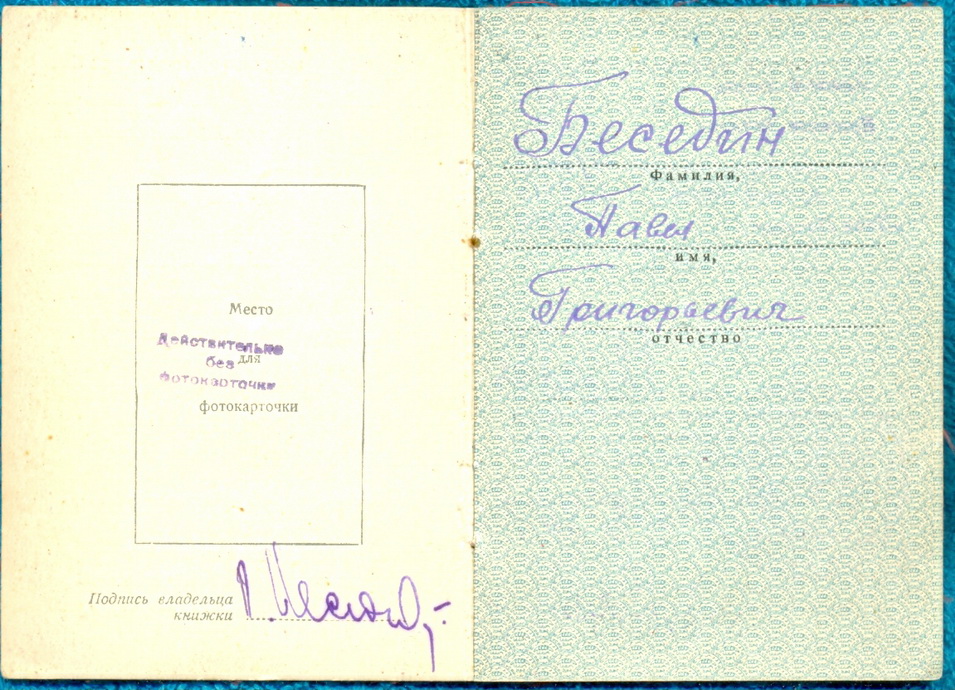 Место
Действительно
без
для
фотокарточки
фотокарточки
Подпись владельца
книжки
Беседин
Фамилия,
Павел
имя,
Григорьевич
отчество